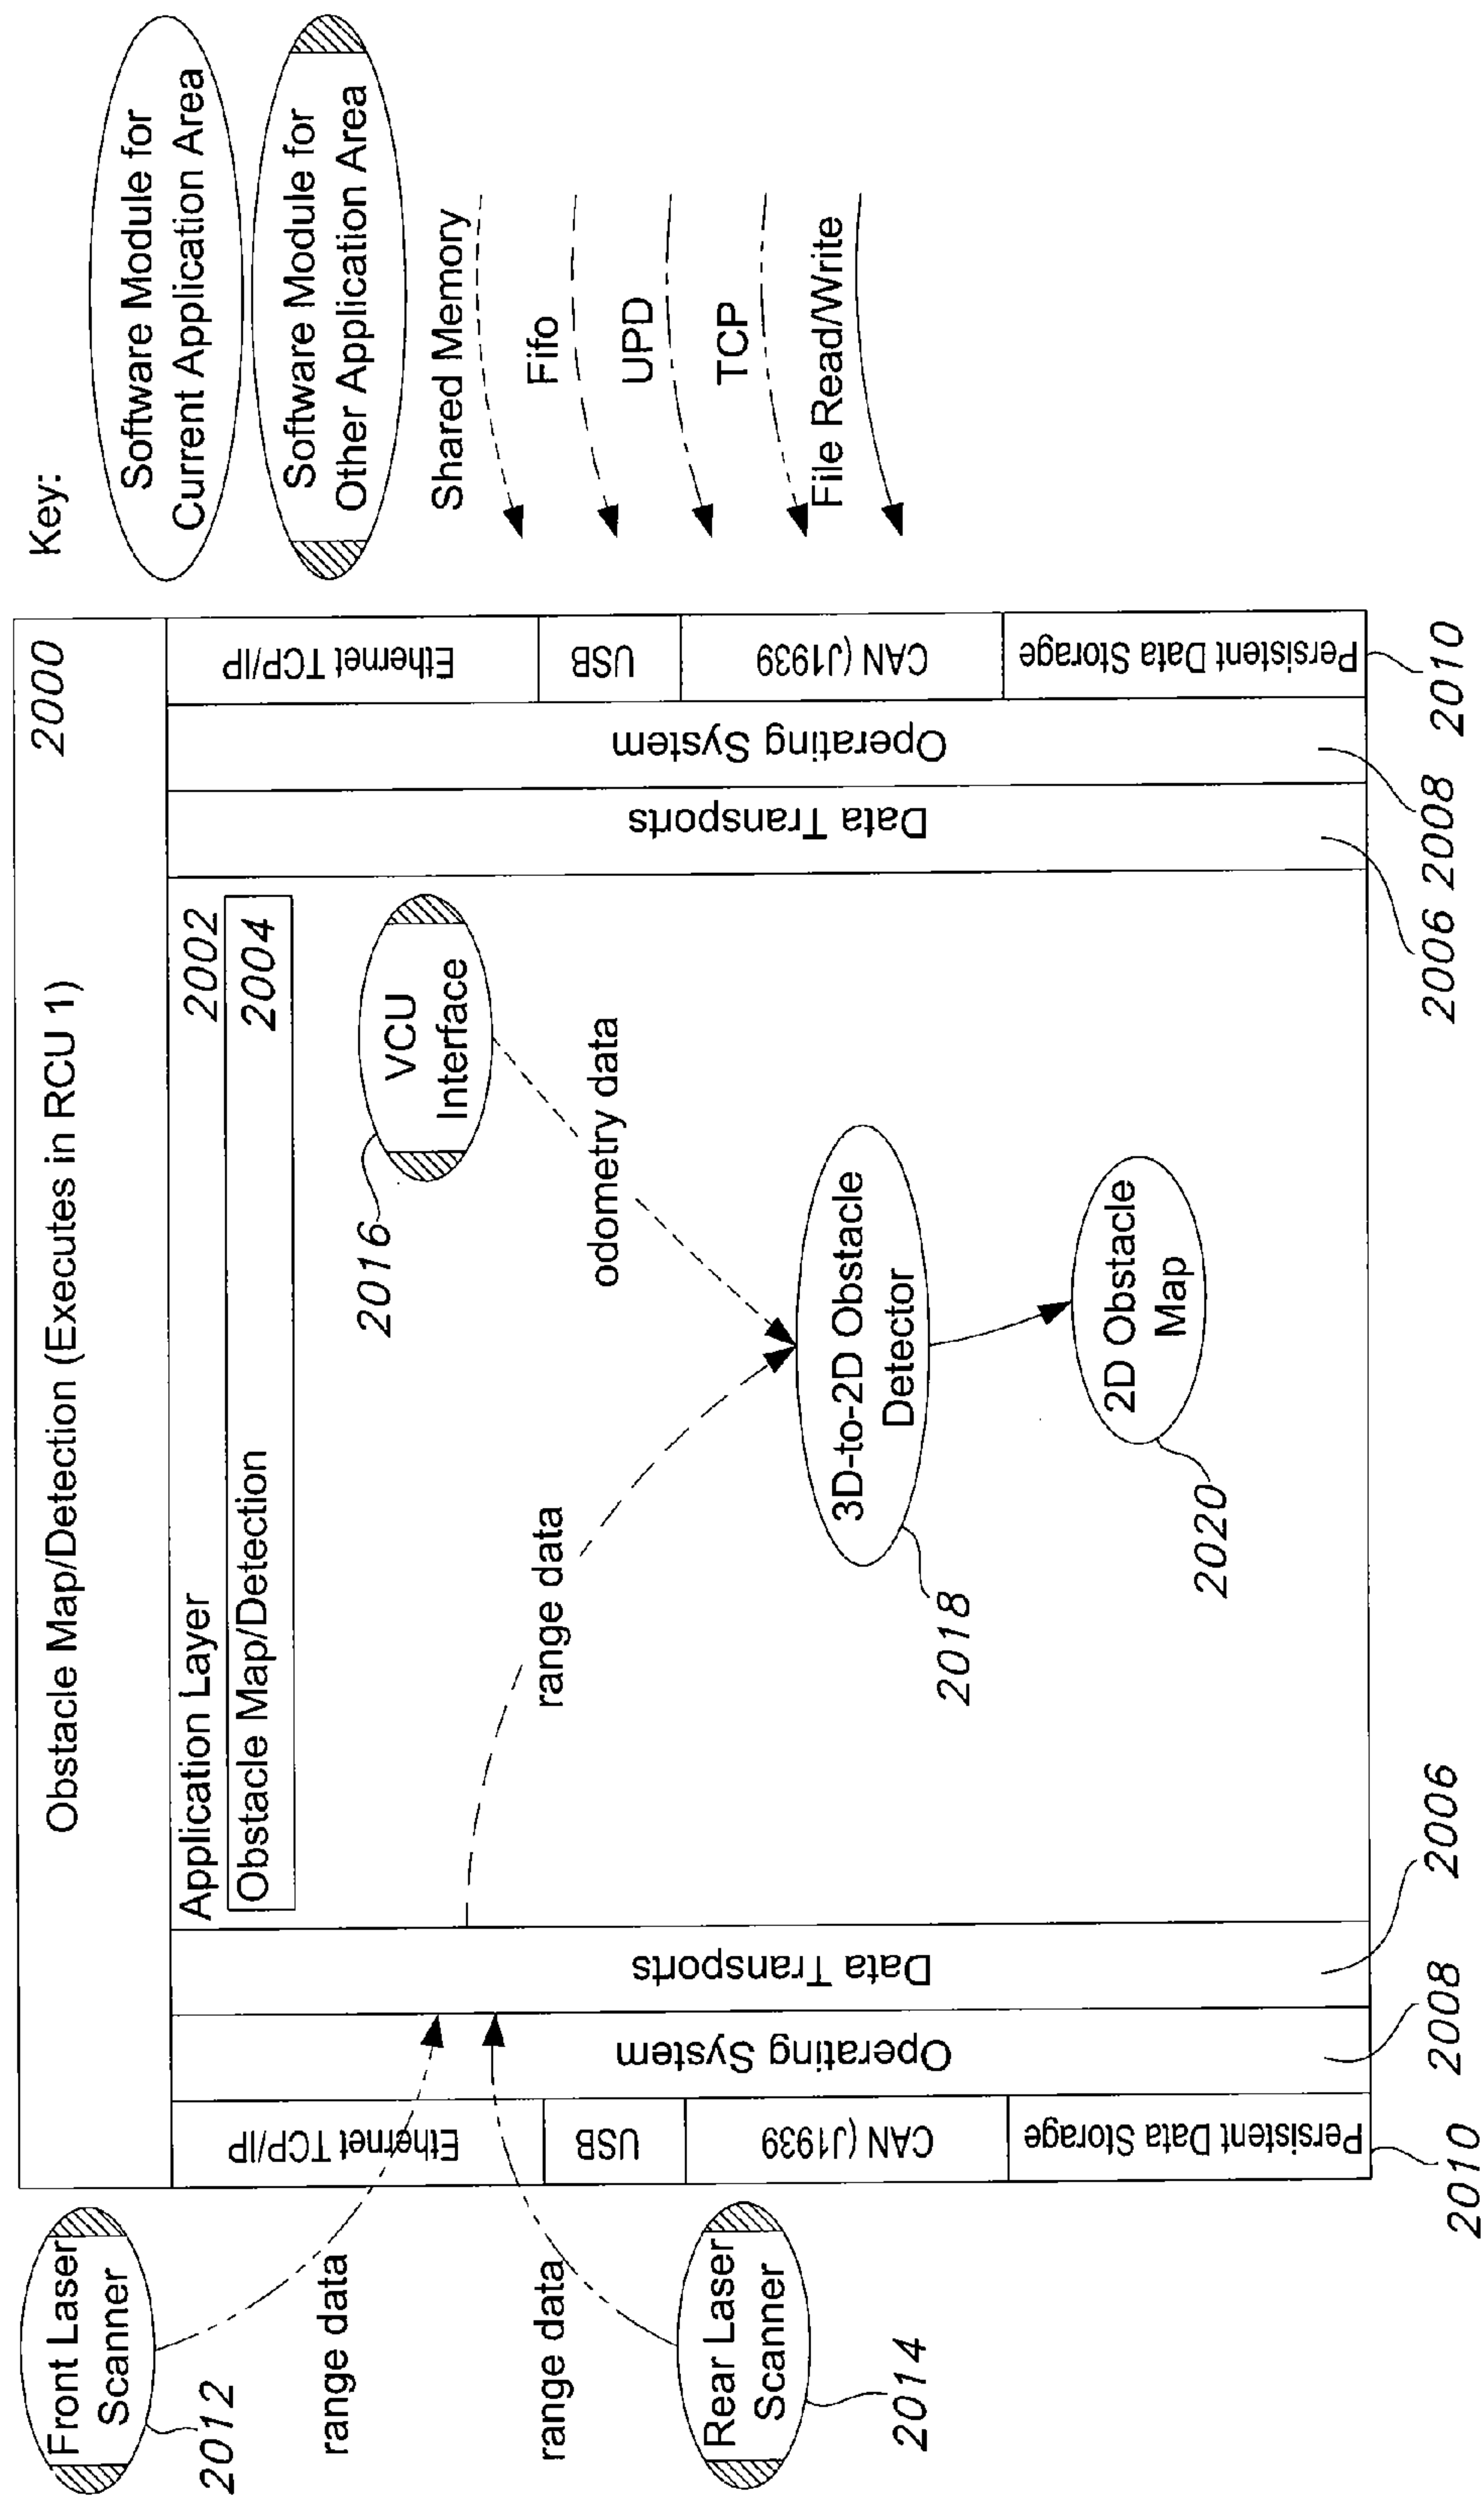 Obstacle Map/Detection (Executes in RCU 1)
2000
Application Layer
2002
Obstacle Map/Detection
2004
Front Laser
Scanner
2012
range data
range data
Rear Laser
Scanner
2014
Ethernet TCP/IP
USB
CAN (J1939
Persistent Data Storage
2010
Operating System
2008
Data Transports
2006
range data
VCU
Interface
2016
odometry data
3D-to-2D Obstacle
Detector
2018
2D Obstacle
Map
2020
Data Transports
2006
Operating System
2008
Ethernet TCP/IP
USB
CAN (J1939
Persistent Data Storage
2010
Key:
Software Module for
Current Application Area
Software Module for
Other Application Area
Shared Memory
Fifo
UPD
TCP
File Read/Write